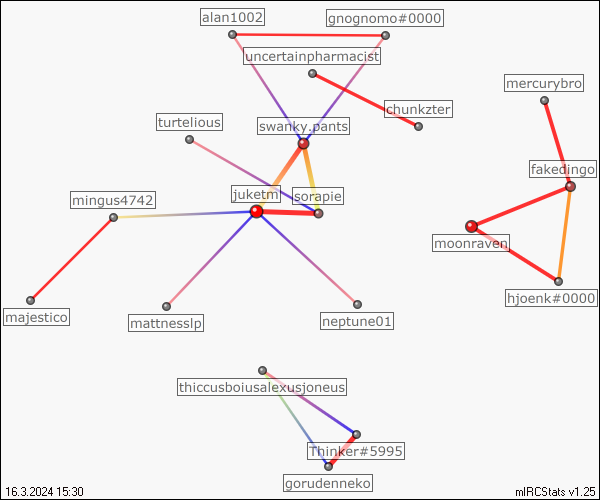 alan1002
gnognomo#0000
uncertainpharmacist
mercurybro
chunkzter
turtelious
swanky.pants
fakedingo
juketm
sorapie
mingus4742
moonraven
hjoenk#0000
majestico
mattnesslp
neptune01
thiccusboiusalexusjoneus
Thinker#5995
gorudenneko
16.3.2024 15:30
mIRCStats v1.25